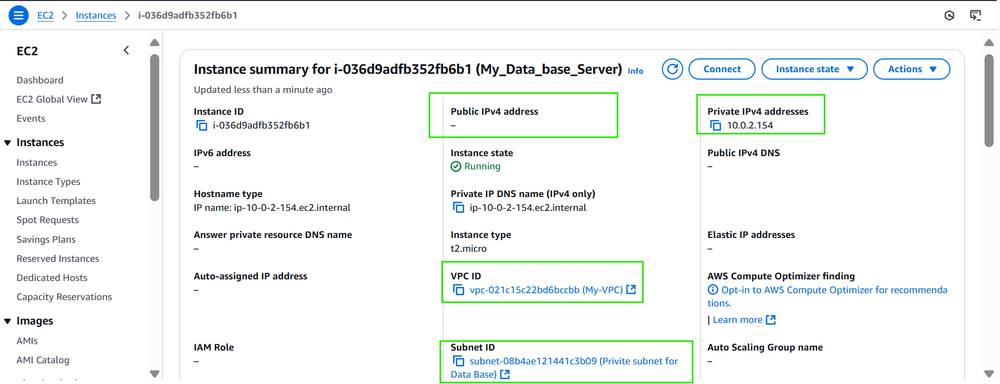 EC2 > Instances > i-036d9adfb352fb6b1
EC2
Dashboard
EC2 Global View
Events
Instances
Instances
Instance Types
Launch Templates
Spot Requests
Savings Plans
Reserved Instances
Dedicated Hosts
Capacity Reservations
Images
AMIs
AMI Catalog
Instance summary for i-036d9adfb352fb6b1 (My_Data_base_Server) Info
Connect
Instance state
Actions
Updated less than a minute ago
Instance ID
i-036d9adfb352fb6b1
Public IPv4 address
–
Private IPv4 addresses
10.0.2.154
IPv6 address
–
Instance state
Running
Public IPv4 DNS
–
Hostname type
IP name: ip-10-0-2-154.ec2.internal
Private IP DNS name (IPv4 only)
ip-10-0-2-154.ec2.internal
Answer private resource DNS name
–
Instance type
t2.micro
Elastic IP addresses
–
Auto-assigned IP address
–
VPC ID
vpc-021c15c22bd6bccbb (My-VPC)
AWS Compute Optimizer finding
Opt-in to AWS Compute Optimizer for recommenda
tions.
| Learn more
IAM Role
–
Subnet ID
subnet-08b4ae121441c3b09 (Privite subnet for
Data Base)
Auto Scaling Group name
–